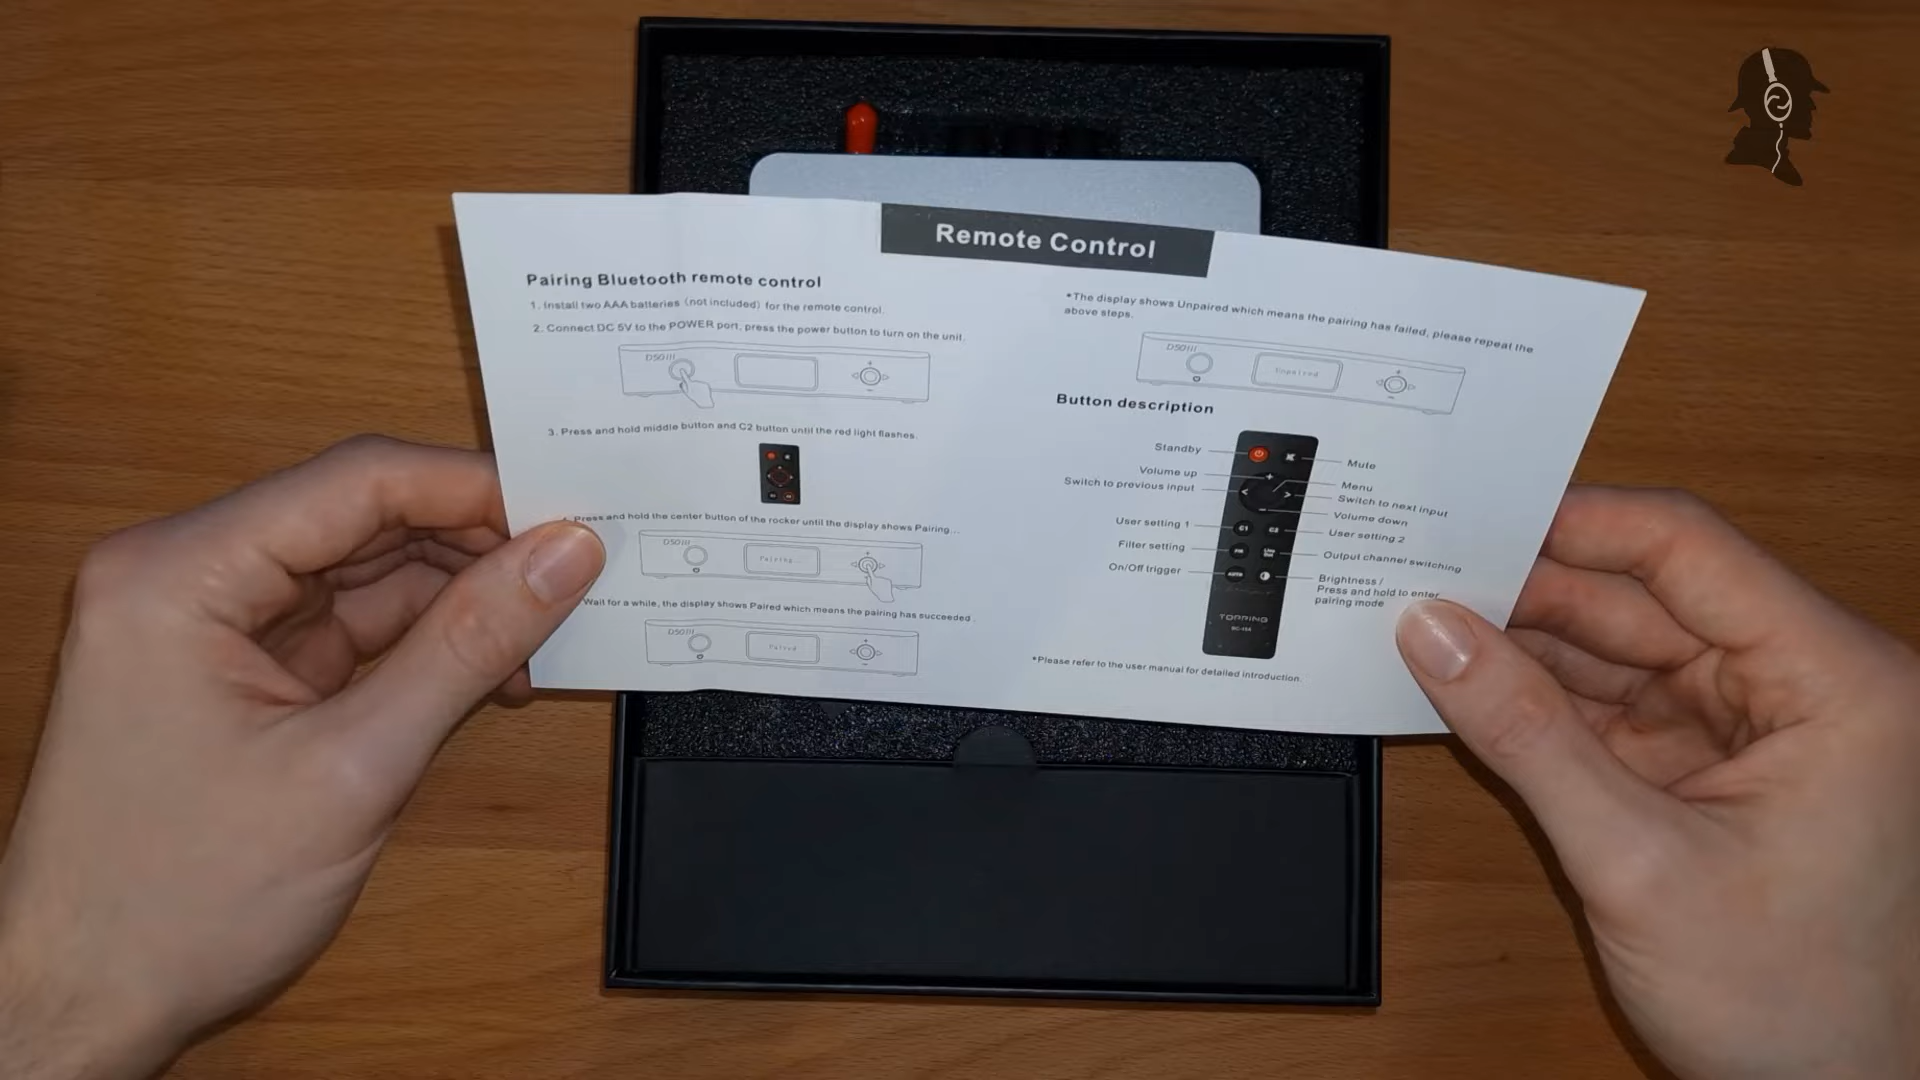 Remote Control
Pairing Bluetooth remote control
1. Install two AAA batteries (not included) for the remote control.
2. Connect DC 5V to the POWER port, press the power button to turn on the unit.
D50III
3. Press and hold middle button and C2 button until the red light flashes.
Press and hold the center button of the rocker until the display shows Pairing...
D50III
Pairing...
Wait for a while, the display shows Paired which means the pairing has succeeded.
D50III
Paired
*The display shows Unpaired which means the pairing has failed, please repeat the
above steps.
D50III
Unpaired
Button description
Standby
Mute
Volume up
Menu
Switch to previous input
Switch to next input
Volume down
User setting 1
C1
C2
User setting 2
Filter setting
FIR
Output channel switching
On/Off trigger
AUTO
Brightness /
Press and hold to enter
pairing mode
TOPPING
*Please refer to the user manual for detailed introduction.